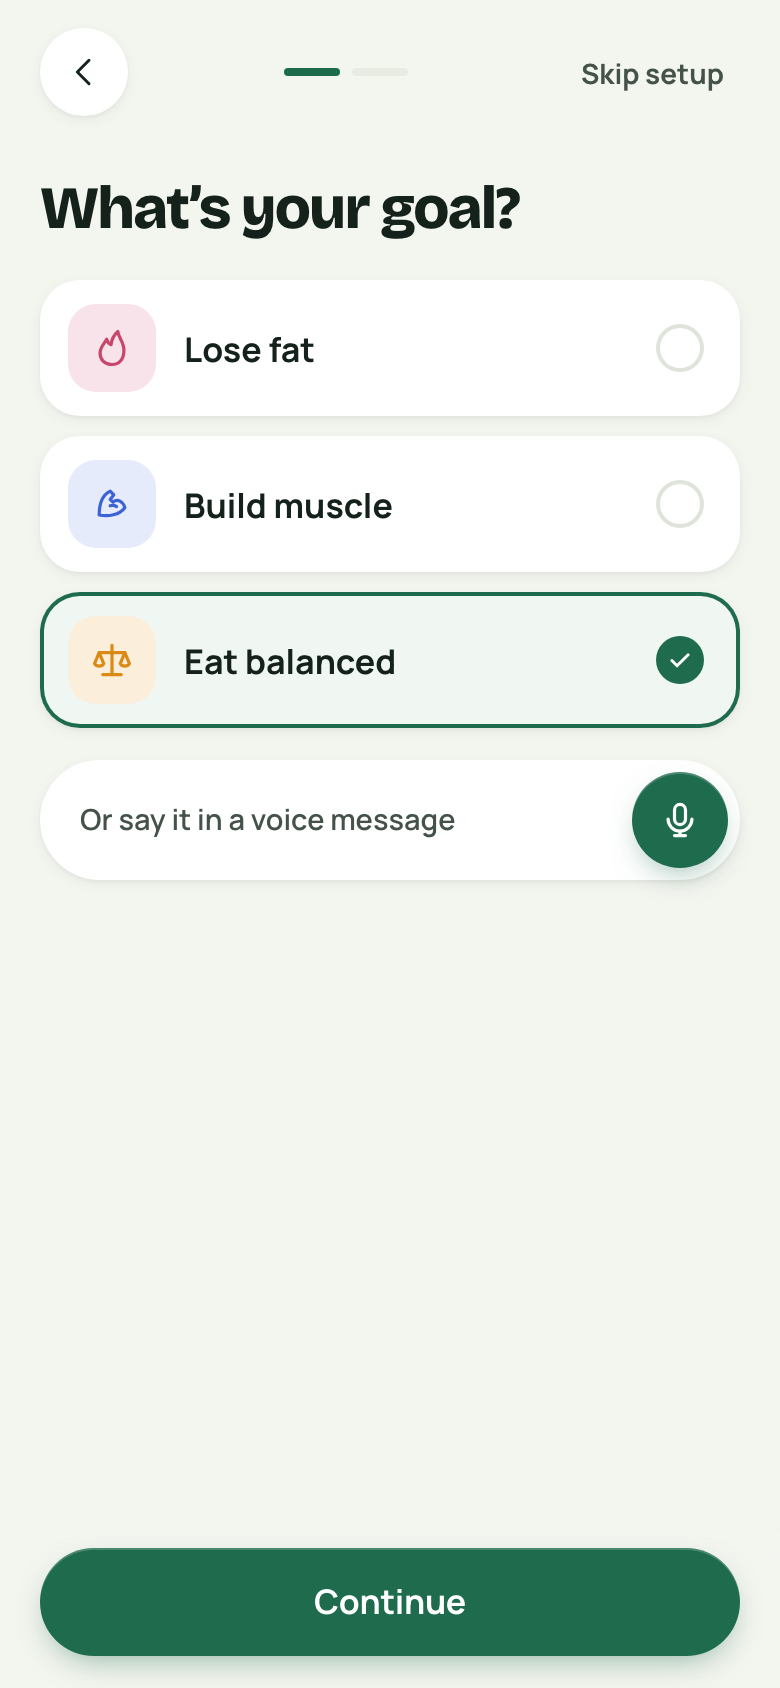 Skip setup
What's your goal?
Lose fat
Build muscle
Eat balanced
Or say it in a voice message
Continue